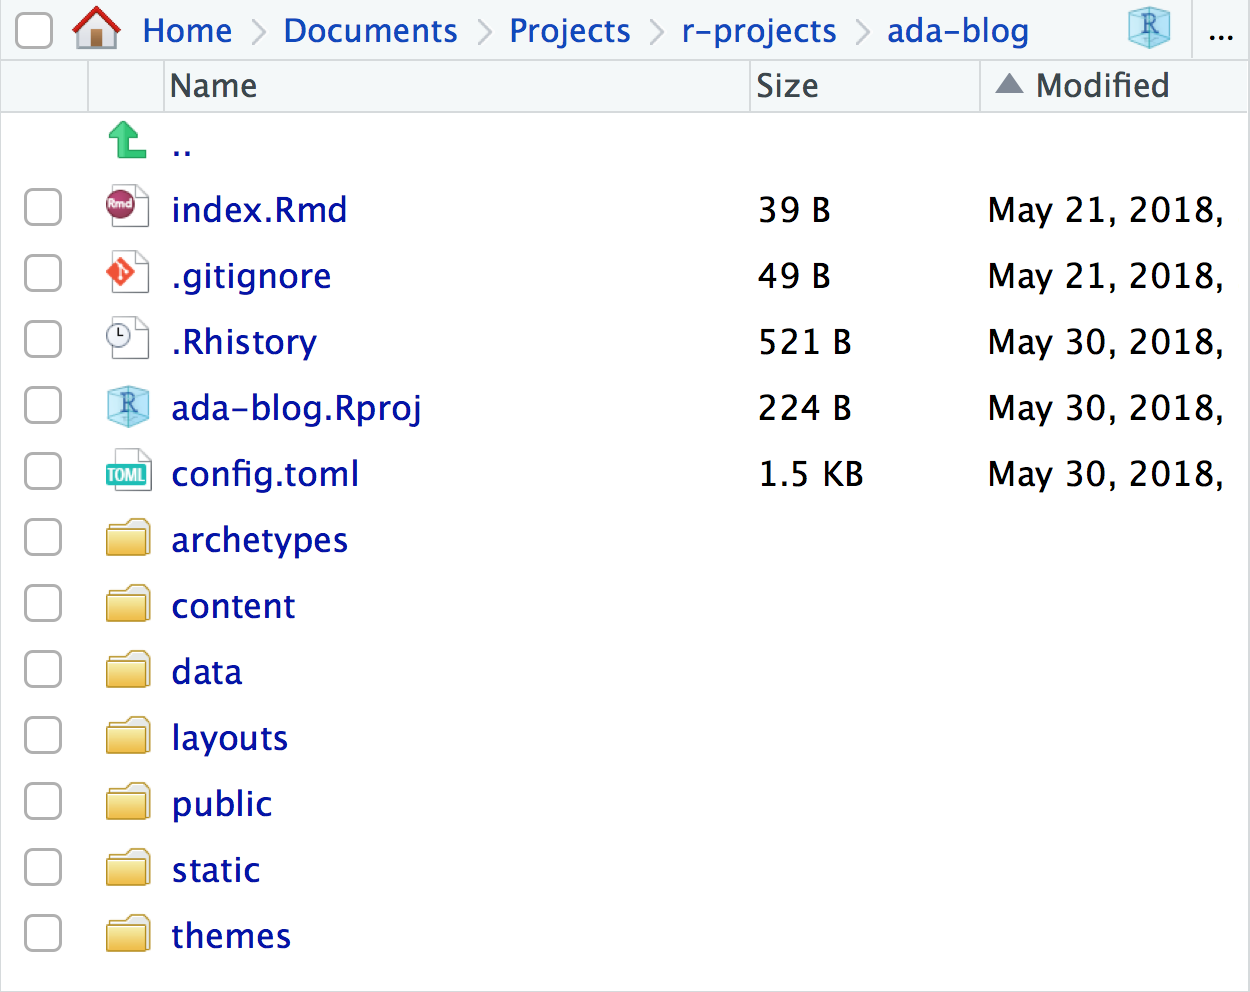 Home Documents Projects r-projects ada-blog R ...
Name Size Modified
..
Rmd index.Rmd 39 B May 21, 2018,
.gitignore 49 B May 21, 2018,
.Rhistory 521 B May 30, 2018,
R ada-blog.Rproj 224 B May 30, 2018,
TOML config.toml 1.5 KB May 30, 2018,
archetypes
content
data
layouts
public
static
themes